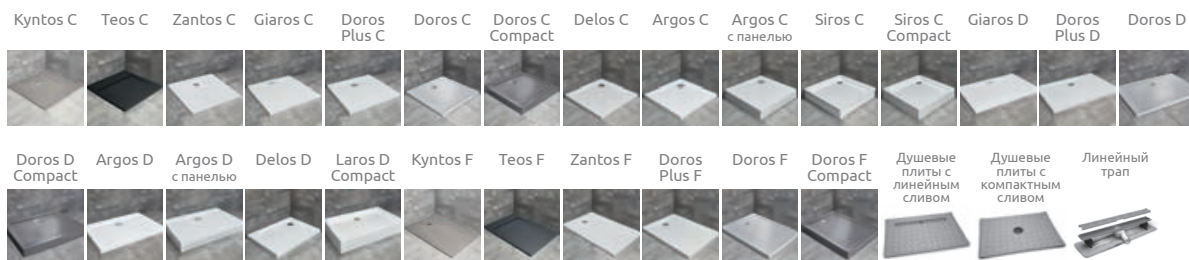 Kyntos C
Teos C
Zantos C
Giaros C
Doros
Plus C
Doros C
Doros C
Compact
Delos C
Argos C
Argos C
с панелью
Siros C
Siros C
Compact
Giaros D
Doros
Plus D
Doros D
Doros D
Compact
Argos D
Argos D
с панелью
Delos D
Laros D
Compact
Kyntos F
Teos F
Zantos F
Doros
Plus F
Doros F
Doros F
Compact
Душевые
плиты с
линейным
сливом
Душевые
плиты с
компактным
сливом
Линейный
трап